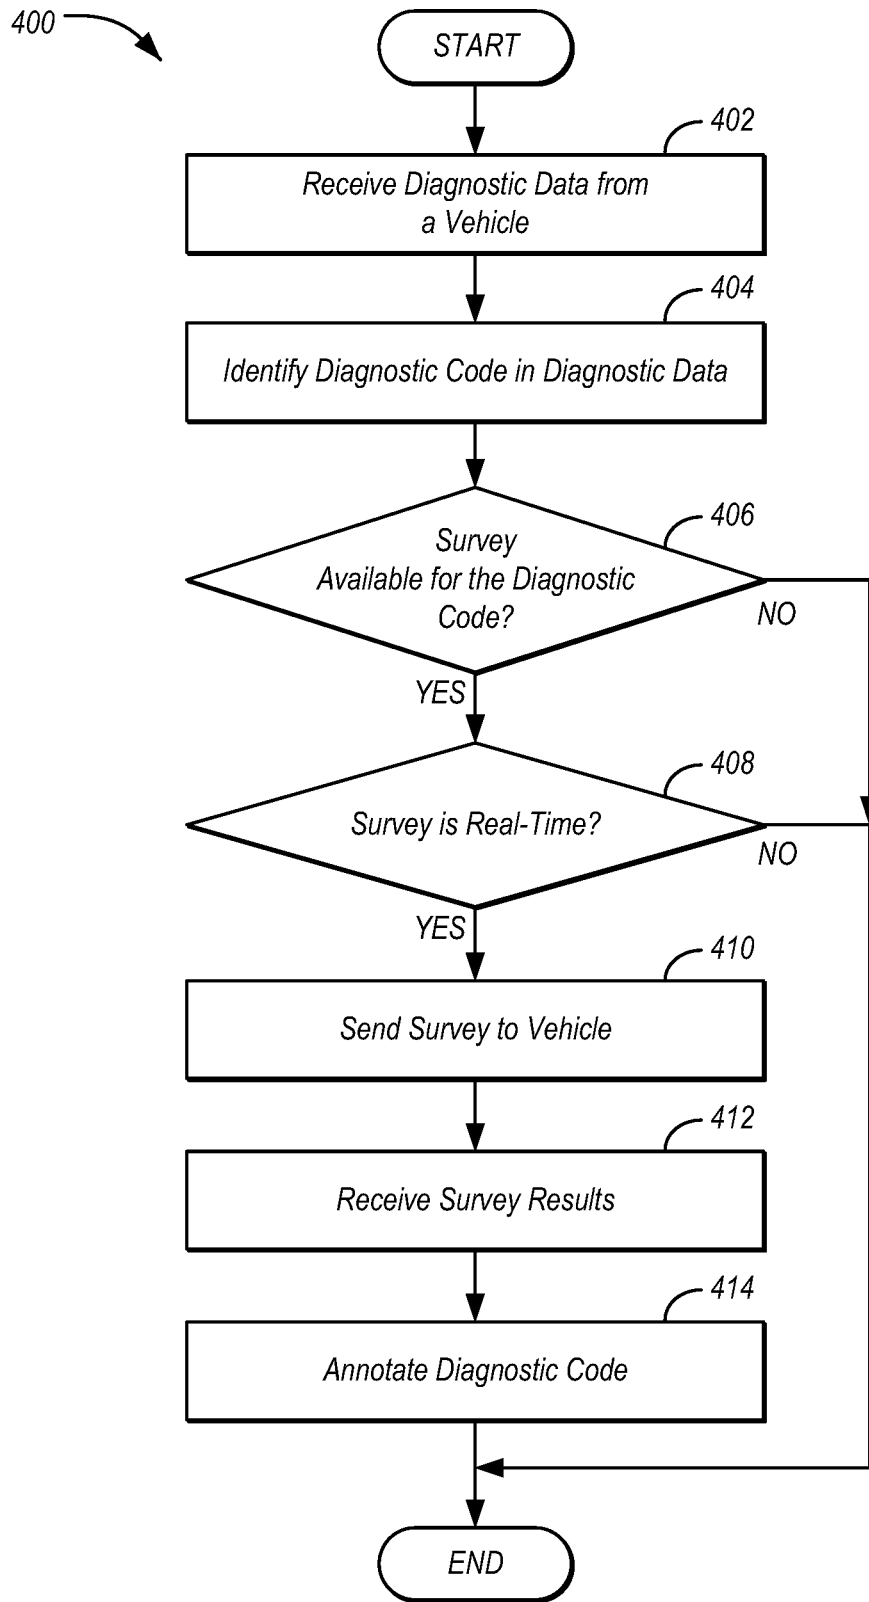 400
START
402
Receive Diagnostic Data from
a Vehicle
404
Identify Diagnostic Code in Diagnostic Data
406
Survey
Available for the Diagnostic
Code?
NO
YES
408
Survey is Real-Time?
NO
YES
410
Send Survey to Vehicle
412
Receive Survey Results
414
Annotate Diagnostic Code
END